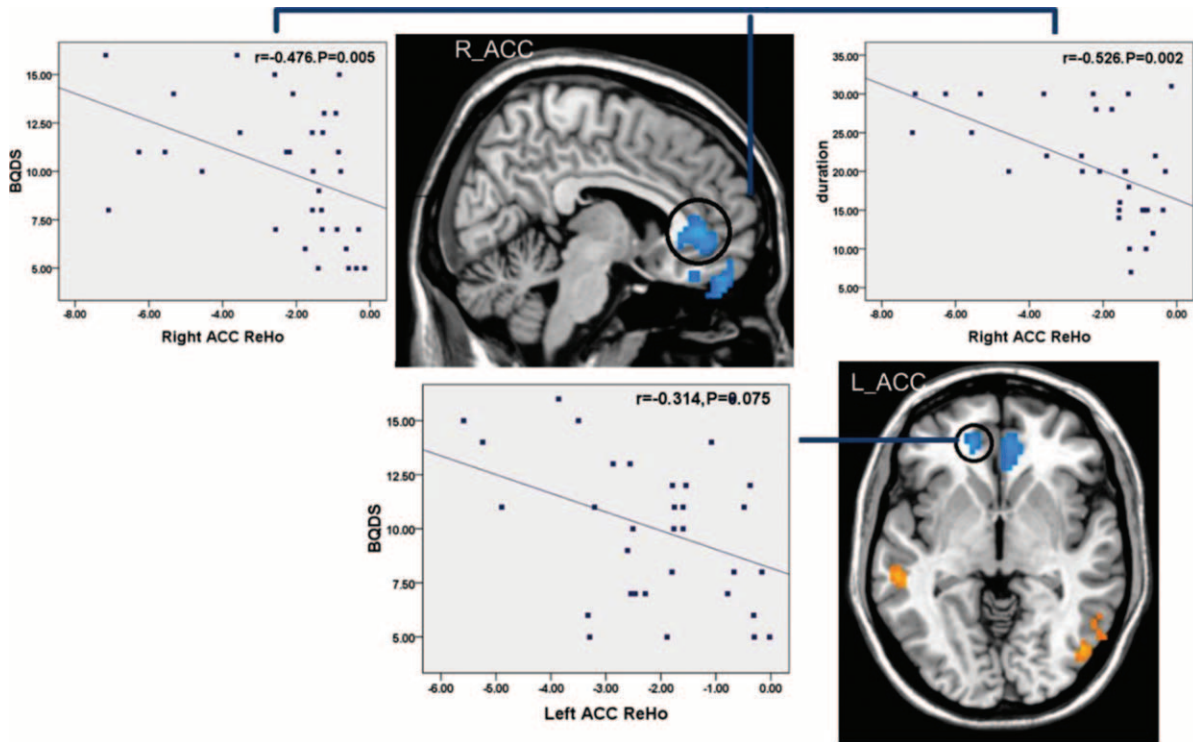 r=-0.476.P=0.005
15.00
12.50
10.00
7.50
5.00
BQDS
-8.00 -6.00 -4.00 -2.00 0.00
Right ACC ReHo
R_ACC
r=-0.526.P=0.002
35.00
30.00
25.00
20.00
15.00
10.00
5.00
duration
-8.00 -6.00 -4.00 -2.00 0.00
Right ACC ReHo
r=-0.314,P=0.075
15.00
12.50
10.00
7.50
5.00
BQDS
-6.00 -5.00 -4.00 -3.00 -2.00 -1.00 0.00
Left ACC ReHo
L_ACC